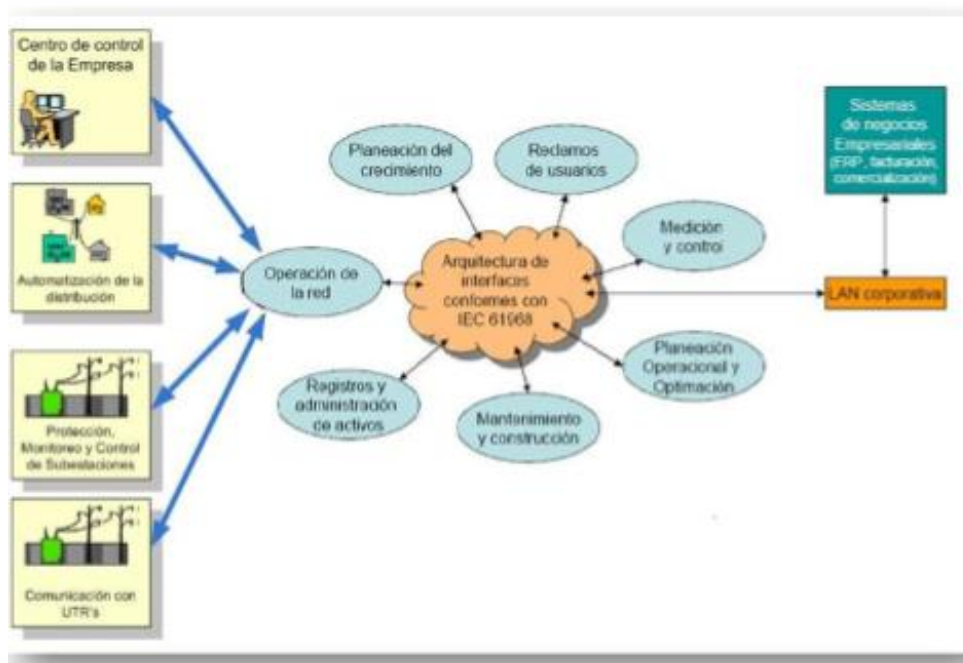 Centro de control
de la Empresa
Automatización de la
distribución
Protección,
Monitoreo y Control
de Subestaciones
Comunicación con
UTR's
Operación de
la red
Planeación del
crecimiento
Reclamos
de usuarios
Medición
y control
Arquitectura de
interfaces
conformes con
IEC 61968
Planeación
Operacional y
Optimación
Mantenimiento
y construcción
Registros y
administración
de activos
Sistemas
de negocios
Empresariales
(ERP, facturación,
comercialización)
LAN corporativa